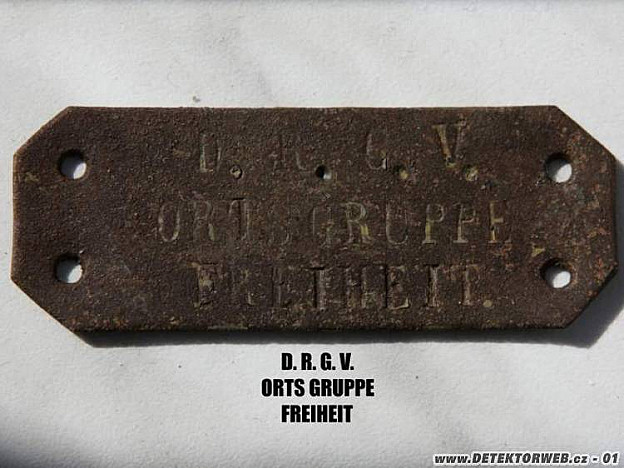 D. R. G. V.
ORTSGRUPPE
FREIHEIT.
D. R. G. V.
ORTS GRUPPE
FREIHEIT
www.DETEKTORWEB.cz - 01